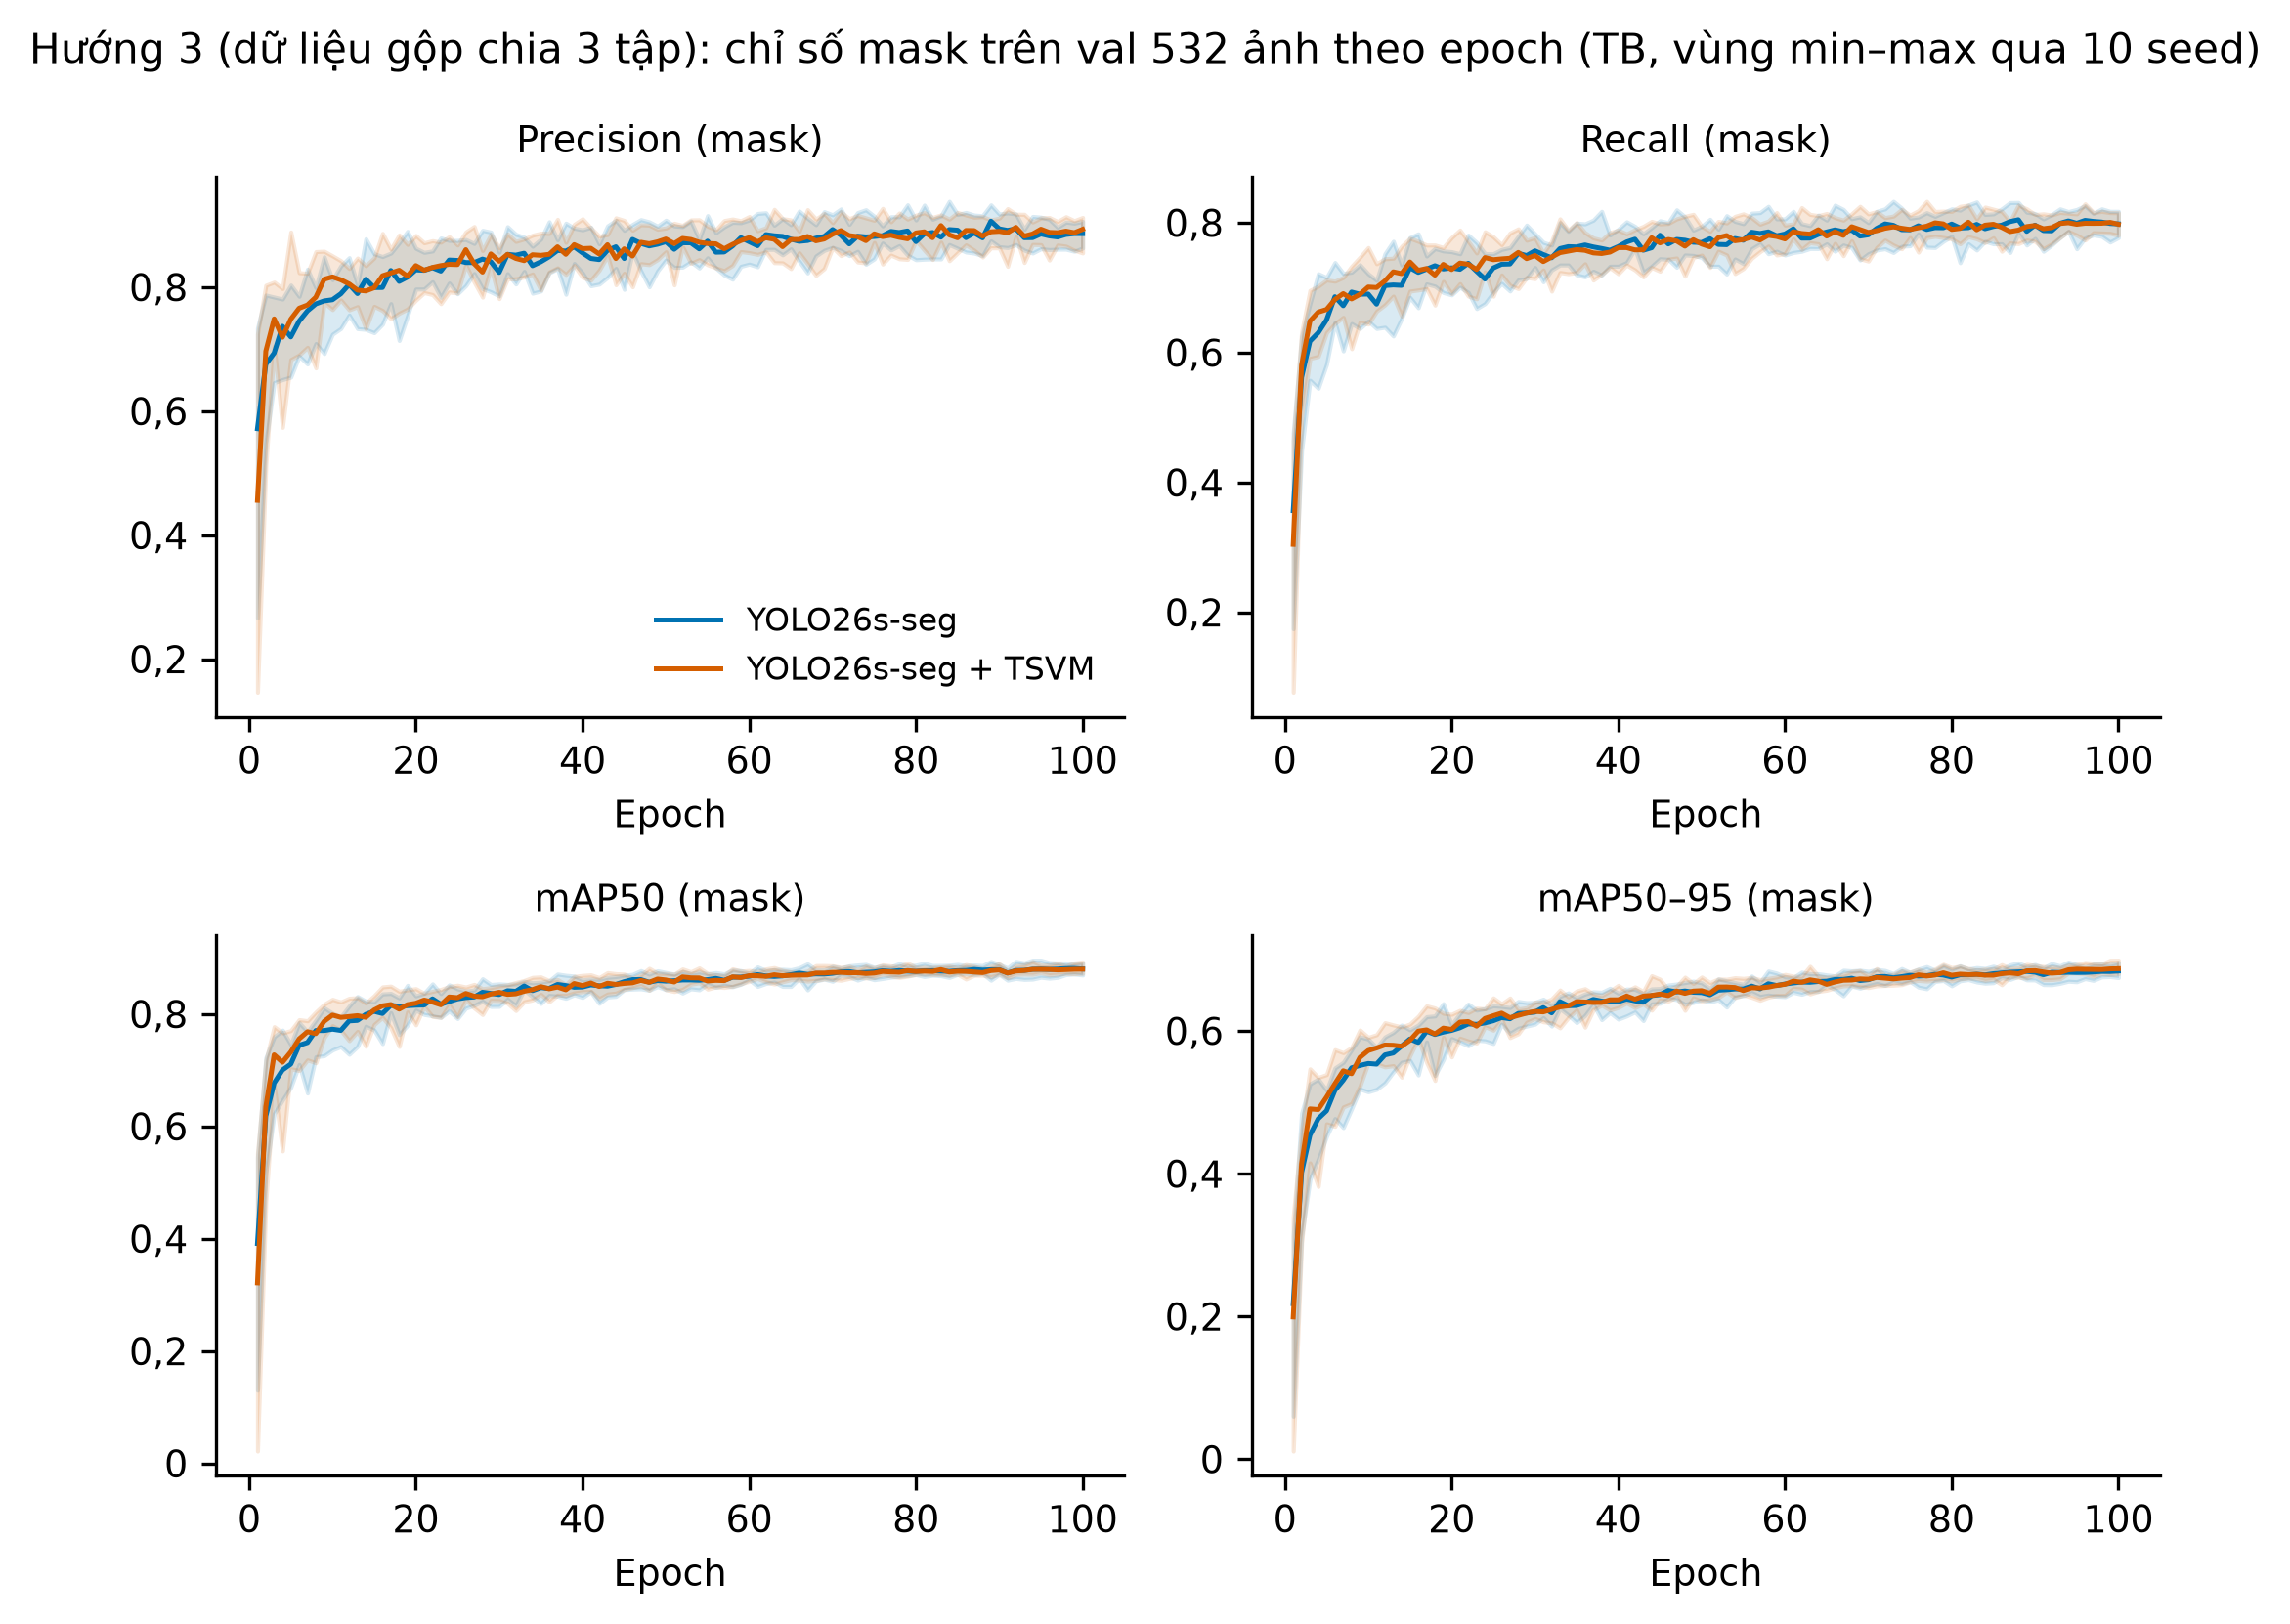 Hướng 3 (dữ liệu gộp chia 3 tập): chỉ số mask trên val 532 ảnh theo epoch (TB, vùng min–max qua 10 seed)
Precision (mask)
0,8
0,6
0,4
0,2
YOLO26s-seg
YOLO26s-seg + TSVM
0 20 40 60 80 100
Epoch
Recall (mask)
0,8
0,6
0,4
0,2
0 20 40 60 80 100
Epoch
mAP50 (mask)
0,8
0,6
0,4
0,2
0
0 20 40 60 80 100
Epoch
mAP50–95 (mask)
0,6
0,4
0,2
0
0 20 40 60 80 100
Epoch